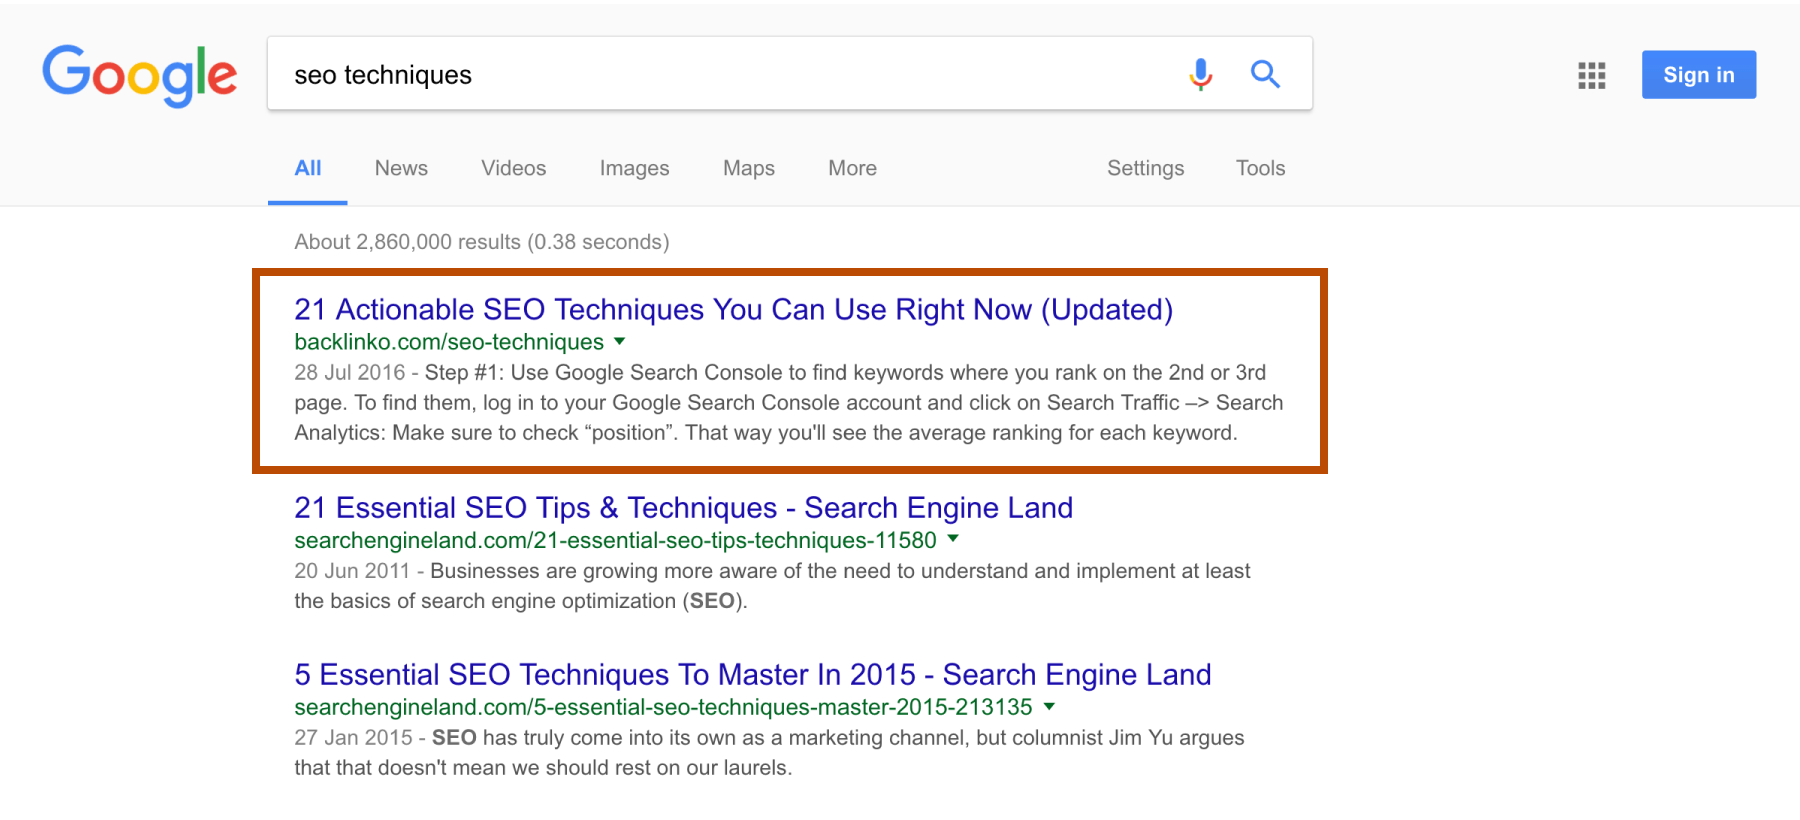 Google
seo techniques
Sign in
All News Videos Images Maps More Settings Tools
About 2,860,000 results (0.38 seconds)
21 Actionable SEO Techniques You Can Use Right Now (Updated)
backlinko.com/seo-techniques
28 Jul 2016 - Step #1: Use Google Search Console to find keywords where you rank on the 2nd or 3rd
page. To find them, log in to your Google Search Console account and click on Search Traffic –> Search
Analytics: Make sure to check “position”. That way you'll see the average ranking for each keyword.
21 Essential SEO Tips & Techniques - Search Engine Land
searchengineland.com/21-essential-seo-tips-techniques-11580
20 Jun 2011 - Businesses are growing more aware of the need to understand and implement at least
the basics of search engine optimization (SEO).
5 Essential SEO Techniques To Master In 2015 - Search Engine Land
searchengineland.com/5-essential-seo-techniques-master-2015-213135
27 Jan 2015 - SEO has truly come into its own as a marketing channel, but columnist Jim Yu argues
that that doesn't mean we should rest on our laurels.